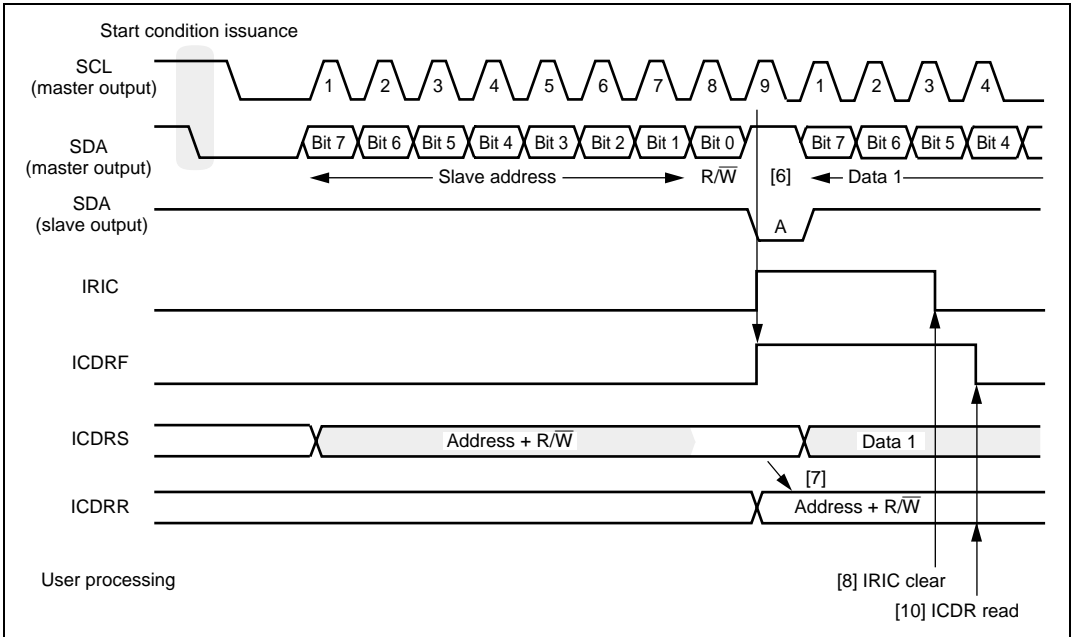 Start condition issuance
SCL
(master output)
1 2 3 4 5 6 7 8 9 1 2 3 4
SDA
(master output)
Bit 7 Bit 6 Bit 5 Bit 4 Bit 3 Bit 2 Bit 1 Bit 0 Bit 7 Bit 6 Bit 5 Bit 4
Slave address R/W̅ [6] Data 1
SDA
(slave output)
A
IRIC
ICDRF
ICDRS
Address + R/W̅ Data 1
[7]
ICDRR
Address + R/W̅
User processing
[8] IRIC clear
[10] ICDR read